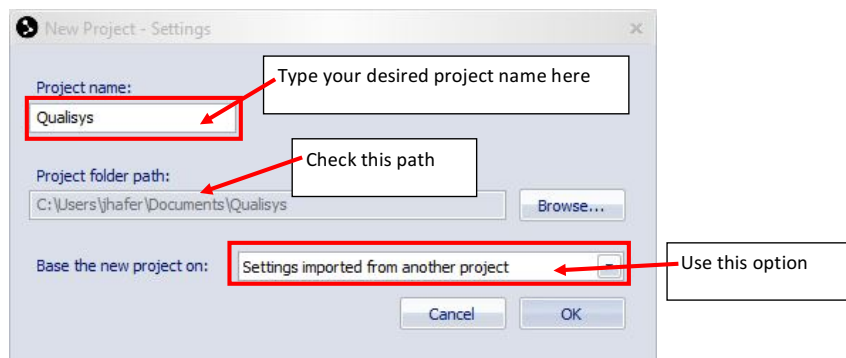 New Project - Settings
Type your desired project name here
Project name:
Qualisys
Check this path
Project folder path:
C:\Users\jhafer\Documents\Qualisys
Browse...
Base the new project on:
Settings imported from another project
Use this option
Cancel
OK